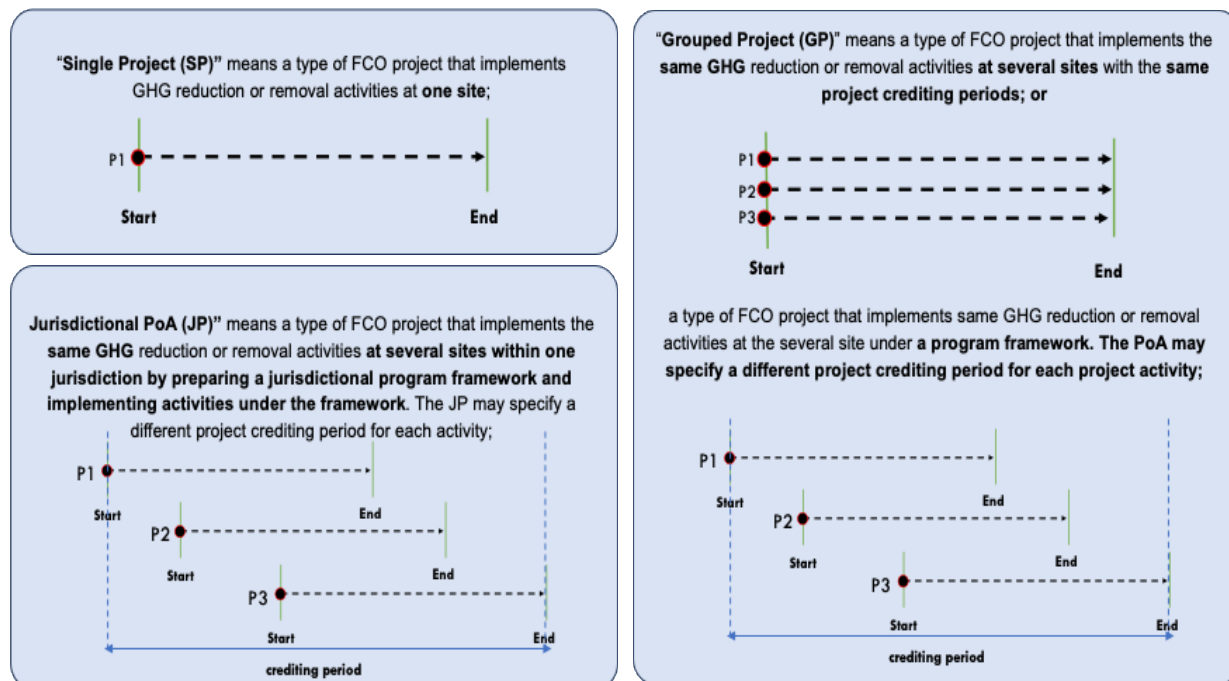 “Single Project (SP)” means a type of FCO project that implements
GHG reduction or removal activities at one site;
P1
Start
End
Jurisdictional PoA (JP)” means a type of FCO project that implements the
same GHG reduction or removal activities at several sites within one
jurisdiction by preparing a jurisdictional program framework and
implementing activities under the framework. The JP may specify a
different project crediting period for each activity;
P1
Start
End
P2
Start
End
P3
Start
End
crediting period
“Grouped Project (GP)” means a type of FCO project that implements the
same GHG reduction or removal activities at several sites with the same
project crediting periods; or
P1
P2
P3
Start
End
a type of FCO project that implements same GHG reduction or removal
activities at the several site under a program framework. The PoA may
specify a different project crediting period for each project activity;
P1
Start
End
P2
Start
End
P3
Start
End
crediting period